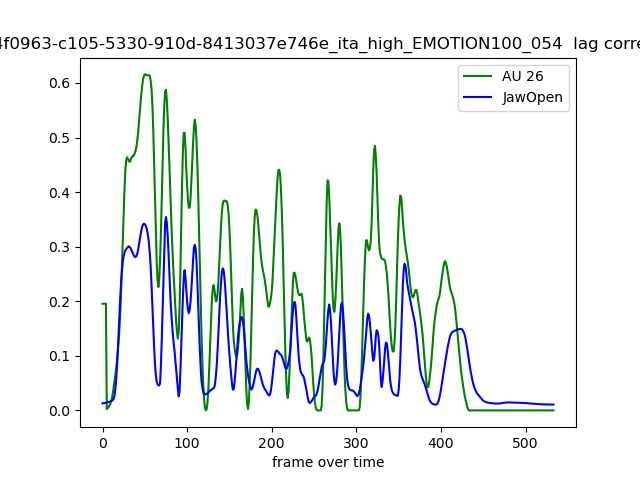 4f0963-c105-5330-910d-8413037e746e_ita_high_EMOTION100_054 lag corre
AU 26
JawOpen
0.6
0.5
0.4
0.3
0.2
0.1
0.0
0 100 200 300 400 500
frame over time